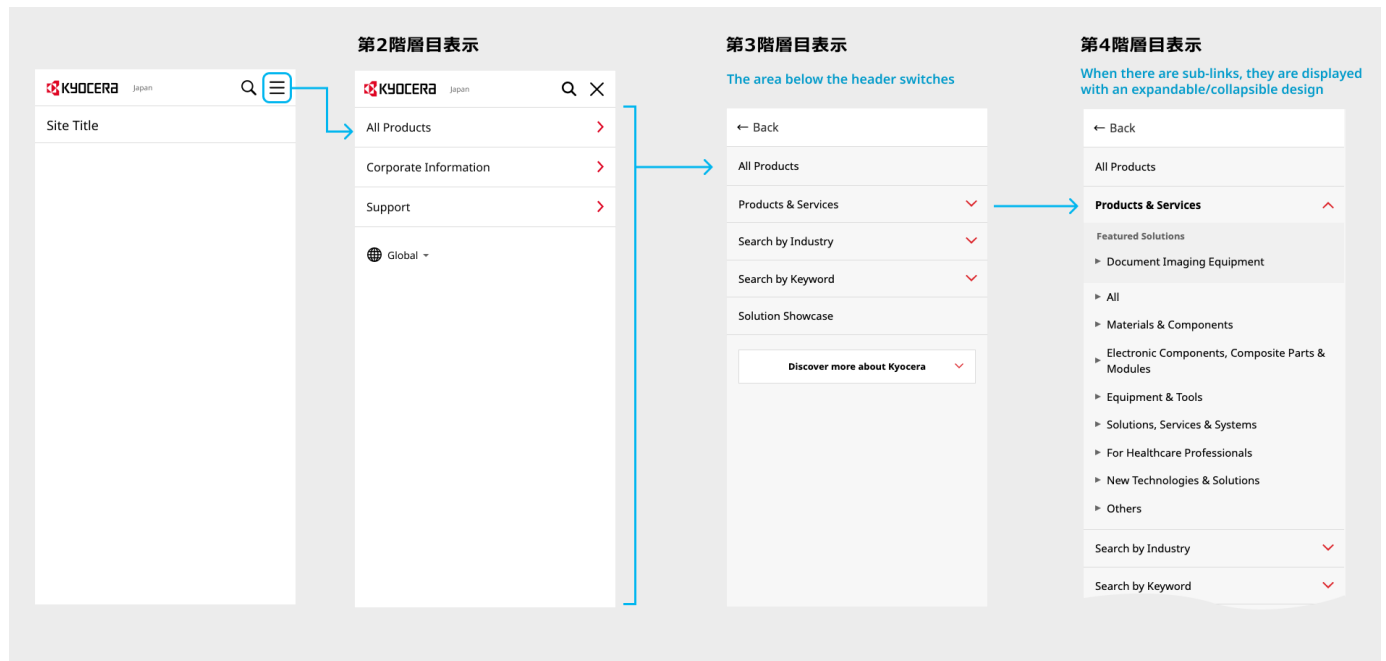 KYOCERA Japan
Site Title
第2階層目表示
KYOCERA Japan
All Products
Corporate Information
Support
Global
第3階層目表示
The area below the header switches
← Back
All Products
Products & Services
Search by Industry
Search by Keyword
Solution Showcase
Discover more about Kyocera
第4階層目表示
When there are sub-links, they are displayed
with an expandable/collapsible design
← Back
All Products
Products & Services
Featured Solutions
Document Imaging Equipment
All
Materials & Components
Electronic Components, Composite Parts &
Modules
Equipment & Tools
Solutions, Services & Systems
For Healthcare Professionals
New Technologies & Solutions
Others
Search by Industry
Search by Keyword